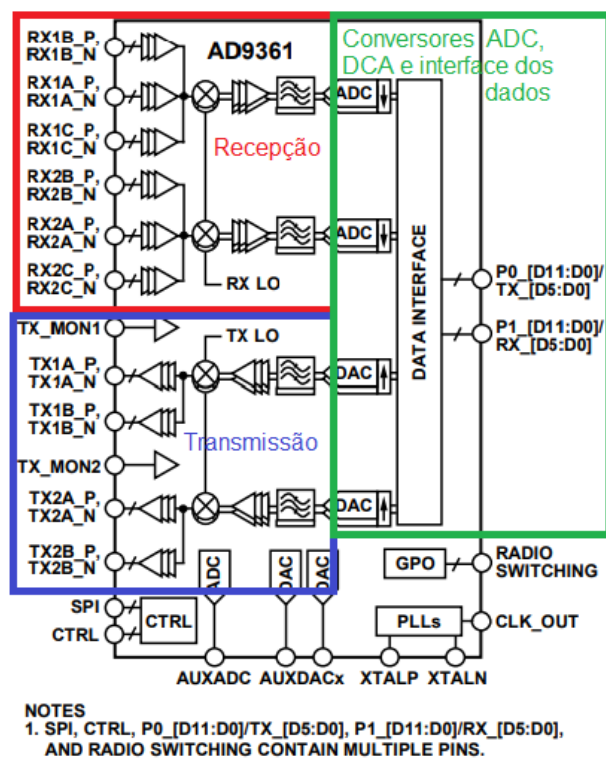 AD9361
Conversores ADC,
DCA e interface dos
dados
RX1B_P,
RX1B_N
RX1A_P,
RX1A_N
RX1C_P,
RX1C_N
RX2B_P,
RX2B_N
RX2A_P,
RX2A_N
RX2C_P,
RX2C_N
Recepção
ADC
ADC
RX LO
DATA INTERFACE
P0_[D11:D0]/
TX_[D5:D0]
P1_[D11:D0]/
RX_[D5:D0]
TX_MON1
TX LO
TX1A_P,
TX1A_N
TX1B_P,
TX1B_N
DAC
Transmissão
TX_MON2
TX2A_P,
TX2A_N
DAC
TX2B_P,
TX2B_N
ADC
DAC
DAC
GPO
RADIO
SWITCHING
SPI
CTRL
CTRL
PLLs
CLK_OUT
AUXADC
AUXDACx
XTALP
XTALN
NOTES
1. SPI, CTRL, P0_[D11:D0]/TX_[D5:D0], P1_[D11:D0]/RX_[D5:D0],
AND RADIO SWITCHING CONTAIN MULTIPLE PINS.